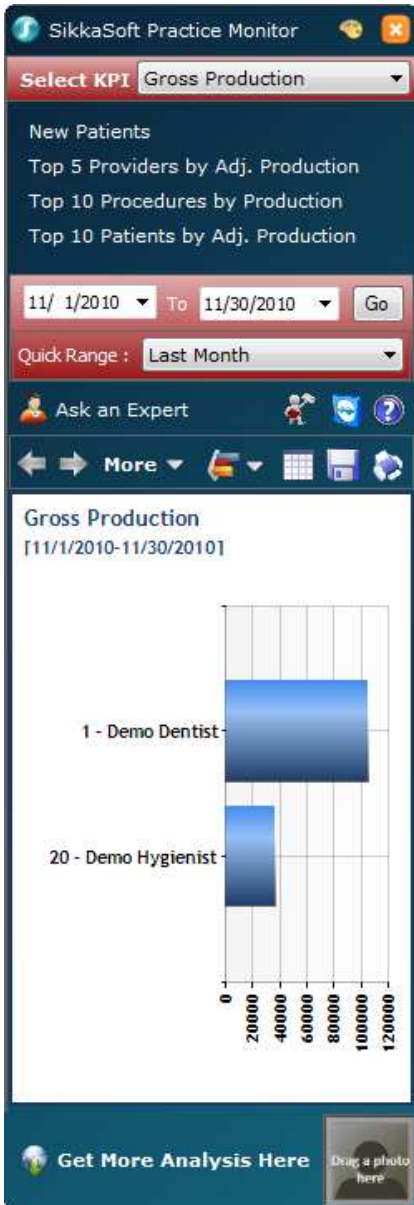 SikkaSoft Practice Monitor
Select KPI Gross Production
New Patients
Top 5 Providers by Adj. Production
Top 10 Procedures by Production
Top 10 Patients by Adj. Production
11/ 1/2010 To 11/30/2010 Go
Quick Range : Last Month
Ask an Expert
More
Gross Production
[11/1/2010-11/30/2010]
1 - Demo Dentist
20 - Demo Hygienist
0 20000 40000 60000 80000 100000 120000
Get More Analysis Here
Drag a photo
here